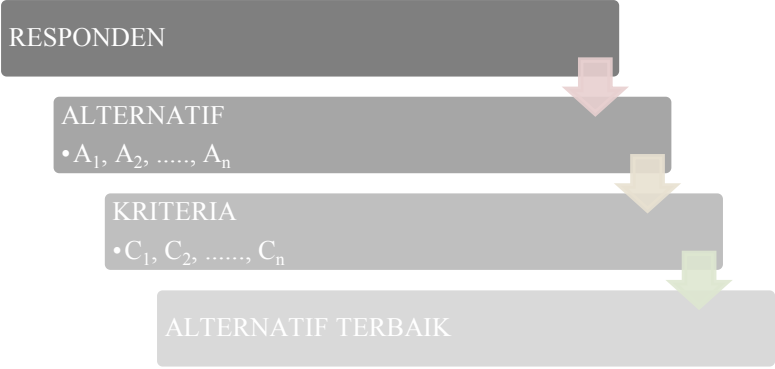 RESPONDEN
ALTERNATIF
•A₁, A₂, ....., Aₙ
KRITERIA
•C₁, C₂, ......, Cₙ
ALTERNATIF TERBAIK